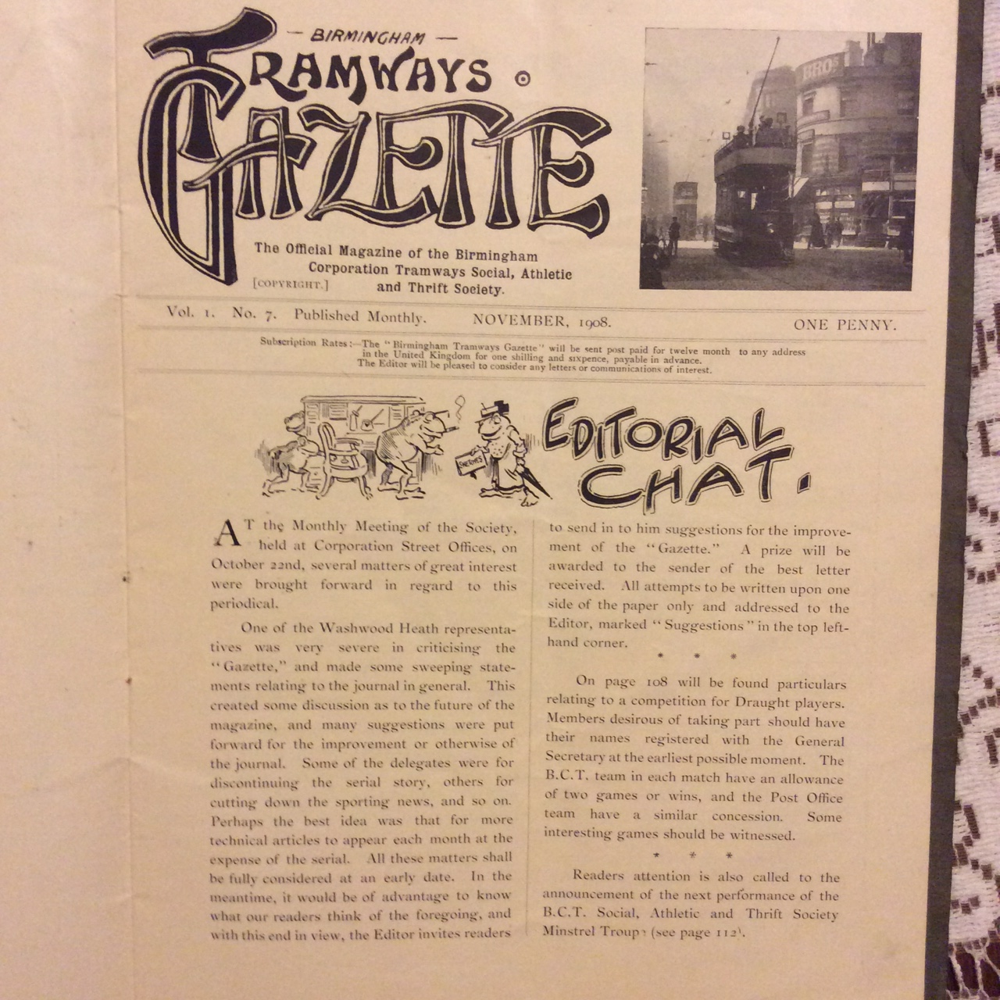 — BIRMINGHAM —
TRAMWAYS
GAZETTE
BROS
The Official Magazine of the Birmingham
Corporation Tramways Social, Athletic
[COPYRIGHT.] and Thrift Society.
Vol. 1. No. 7. Published Monthly. NOVEMBER, 1908. ONE PENNY.
Subscription Rates:—The "Birmingham Tramways Gazette" will be sent post paid for twelve month to any address
in the United Kingdom for one shilling and sixpence, payable in advance.
The Editor will be pleased to consider any letters or communications of interest.
SKETCHES
EDITORIAL
CHAT.
AT the Monthly Meeting of the Society,
held at Corporation Street Offices, on
October 22nd, several matters of great interest
were brought forward in regard to this
periodical.
One of the Washwood Heath representa-
tives was very severe in criticising the
"Gazette," and made some sweeping state-
ments relating to the journal in general. This
created some discussion as to the future of the
magazine, and many suggestions were put
forward for the improvement or otherwise of
the journal. Some of the delegates were for
discontinuing the serial story, others for
cutting down the sporting news, and so on.
Perhaps the best idea was that for more
technical articles to appear each month at the
expense of the serial. All these matters shall
be fully considered at an early date. In the
meantime, it would be of advantage to know
what our readers think of the foregoing, and
with this end in view, the Editor invites readers
to send in to him suggestions for the improve-
ment of the "Gazette." A prize will be
awarded to the sender of the best letter
received. All attempts to be written upon one
side of the paper only and addressed to the
Editor, marked "Suggestions" in the top left-
hand corner.
* * *
On page 108 will be found particulars
relating to a competition for Draught players.
Members desirous of taking part should have
their names registered with the General
Secretary at the earliest possible moment. The
B.C.T. team in each match have an allowance
of two games or wins, and the Post Office
team have a similar concession. Some
interesting games should be witnessed.
* * *
Readers attention is also called to the
announcement of the next performance of the
B.C.T. Social, Athletic and Thrift Society
Minstrel Troupe (see page 112).